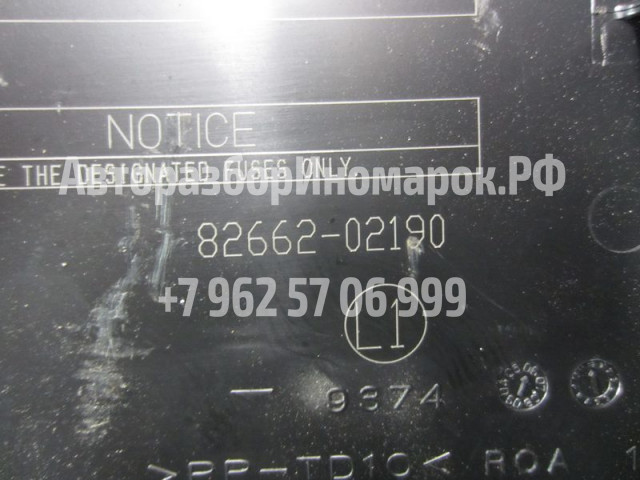 NOTICE
E THE DESIGNATED FUSES ONLY.
АвторазборИномарок.РФ
82662-02190
+7 962 57 06 999
L1
- 9374
>PP-TD10< ROA 1